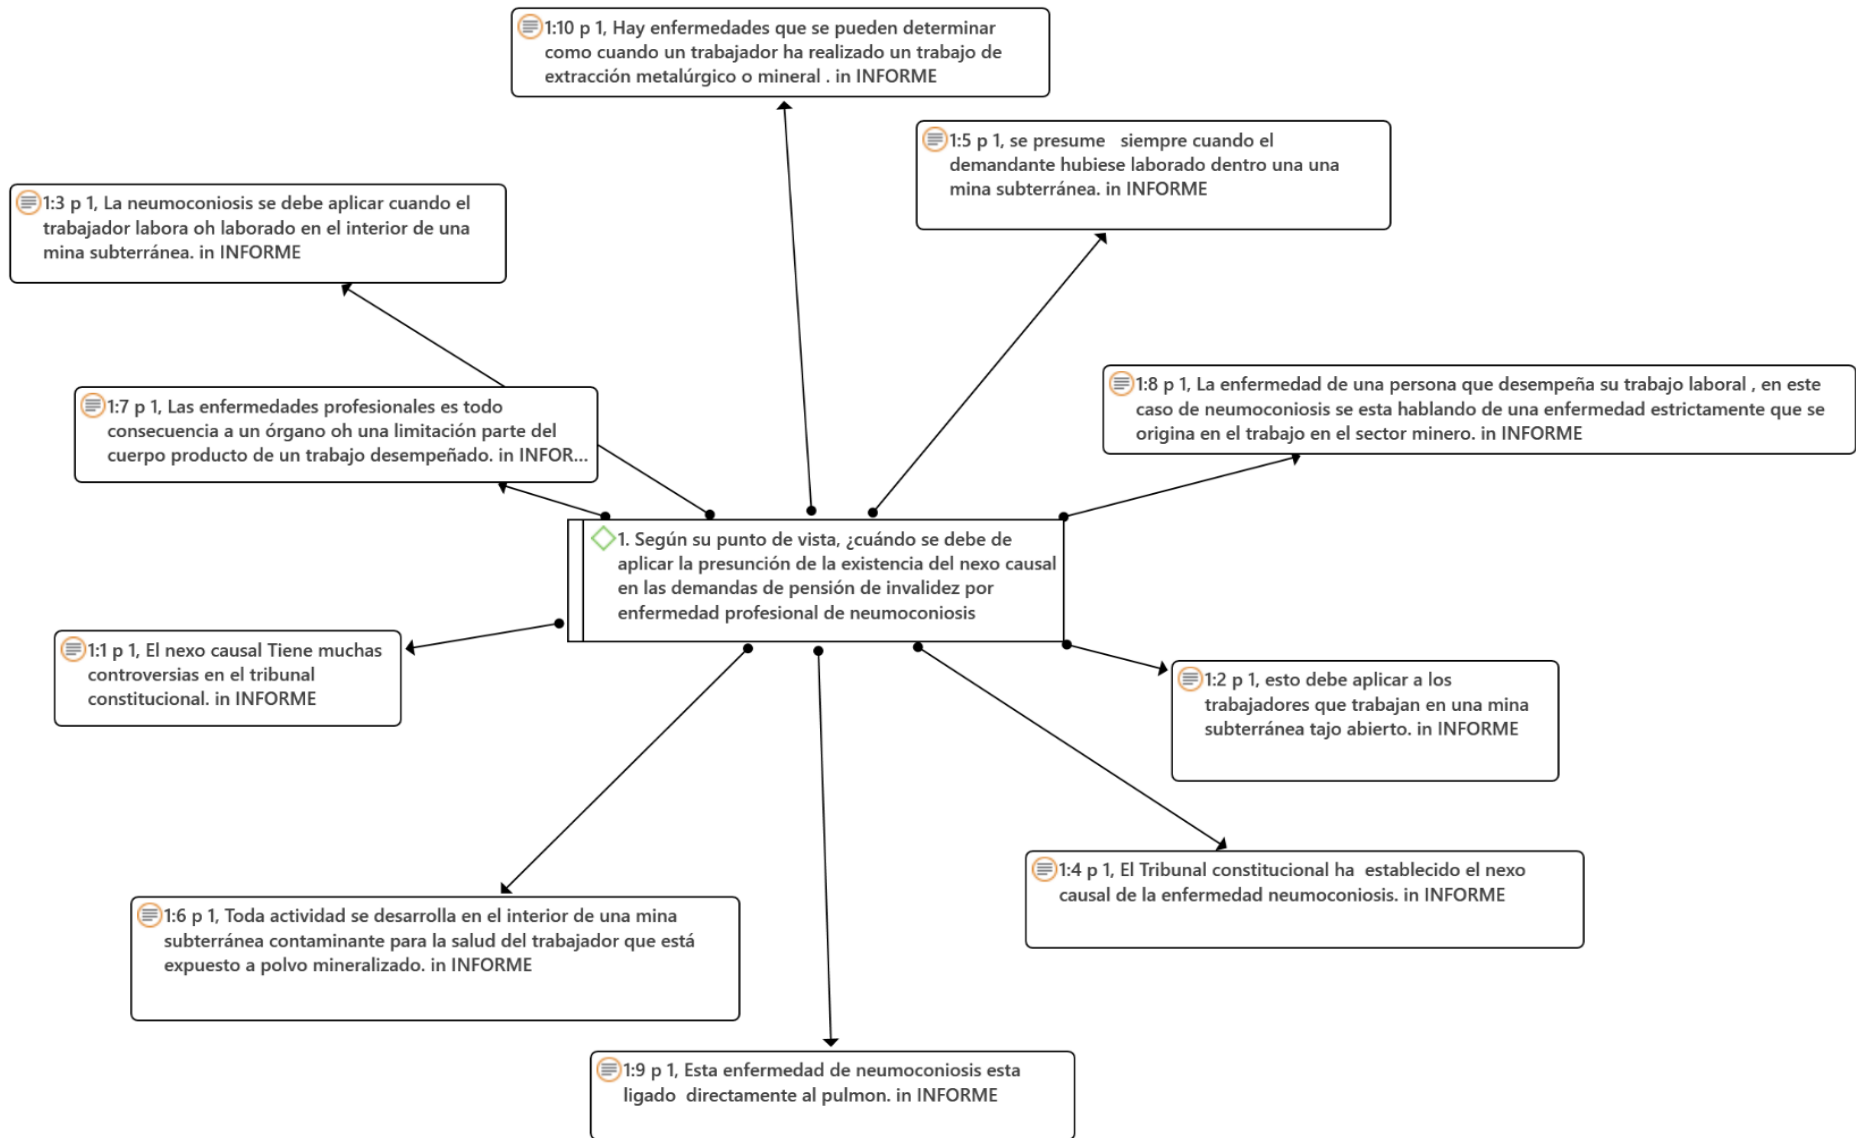 1:10 p 1, Hay enfermedades que se pueden determinar
como cuando un trabajador ha realizado un trabajo de
extracción metalúrgico o mineral . in INFORME
1:5 p 1, se presume   siempre cuando el
demandante hubiese laborado dentro una una
mina subterránea. in INFORME
1:3 p 1, La neumoconiosis se debe aplicar cuando el
trabajador labora oh laborado en el interior de una
mina subterránea. in INFORME
1:7 p 1, Las enfermedades profesionales es todo
consecuencia a un órgano oh una limitación parte del
cuerpo producto de un trabajo desempeñado. in INFOR...
1:8 p 1, La enfermedad de una persona que desempeña su trabajo laboral , en este
caso de neumoconiosis se esta hablando de una enfermedad estrictamente que se
origina en el trabajo en el sector minero. in INFORME
1. Según su punto de vista, ¿cuándo se debe de
aplicar la presunción de la existencia del nexo causal
en las demandas de pensión de invalidez por
enfermedad profesional de neumoconiosis
1:1 p 1, El nexo causal Tiene muchas
controversias en el tribunal
constitucional. in INFORME
1:2 p 1, esto debe aplicar a los
trabajadores que trabajan en una mina
subterránea tajo abierto. in INFORME
1:4 p 1, El Tribunal constitucional ha  establecido el nexo
causal de la enfermedad neumoconiosis. in INFORME
1:6 p 1, Toda actividad se desarrolla en el interior de una mina
subterránea contaminante para la salud del trabajador que está
expuesto a polvo mineralizado. in INFORME
1:9 p 1, Esta enfermedad de neumoconiosis esta
ligado  directamente al pulmon. in INFORME